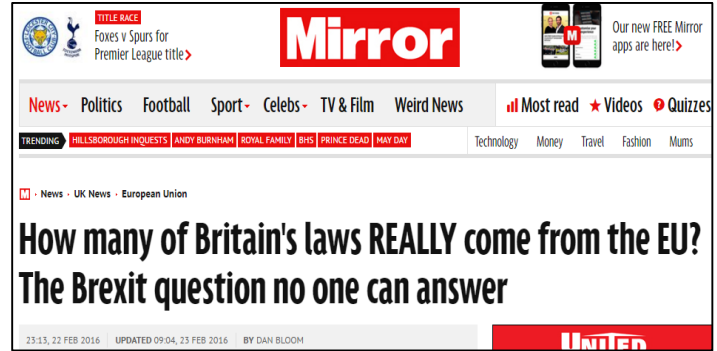 TITLE RACE
Foxes v Spurs for
Premier League title >
Mirror
M
Our new FREE Mirror
apps are here! >
News Politics Football Sport Celebs TV & Film Weird News Most read Videos Quizzes
TRENDING HILLSBOROUGH INQUESTS ANDY BURNHAM ROYAL FAMILY BHS PRINCE DEAD MAY DAY Technology Money Travel Fashion Mums
M · News · UK News · European Union
How many of Britain's laws REALLY come from the EU?
The Brexit question no one can answer
23:13, 22 FEB 2016 UPDATED 09:04, 23 FEB 2016 BY DAN BLOOM
UNITED